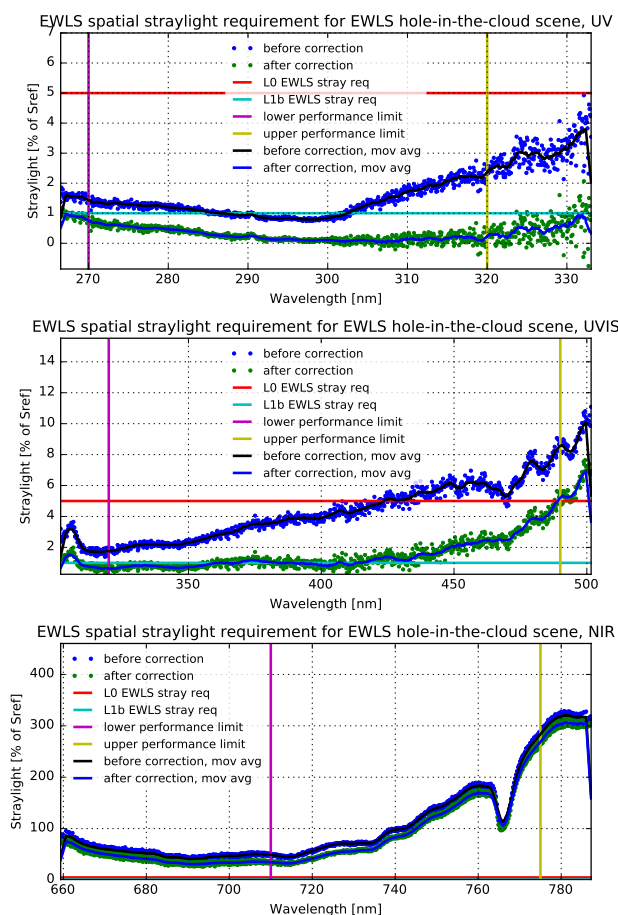 EWLS spatial straylight requirement for EWLS hole-in-the-cloud scene, UV
Straylight [% of Sref]
7
6
5
4
3
2
1
0
before correction
after correction
L0 EWLS stray req
L1b EWLS stray req
lower performance limit
upper performance limit
before correction, mov avg
after correction, mov avg
270 280 290 300 310 320 330
Wavelength [nm]
EWLS spatial straylight requirement for EWLS hole-in-the-cloud scene, UVIS
Straylight [% of Sref]
14
12
10
8
6
4
2
before correction
after correction
L0 EWLS stray req
L1b EWLS stray req
lower performance limit
upper performance limit
before correction, mov avg
after correction, mov avg
350 400 450 500
Wavelength [nm]
EWLS spatial straylight requirement for EWLS hole-in-the-cloud scene, NIR
Straylight [% of Sref]
400
300
200
100
0
before correction
after correction
L0 EWLS stray req
L1b EWLS stray req
lower performance limit
upper performance limit
before correction, mov avg
after correction, mov avg
660 680 700 720 740 760 780
Wavelength [nm]